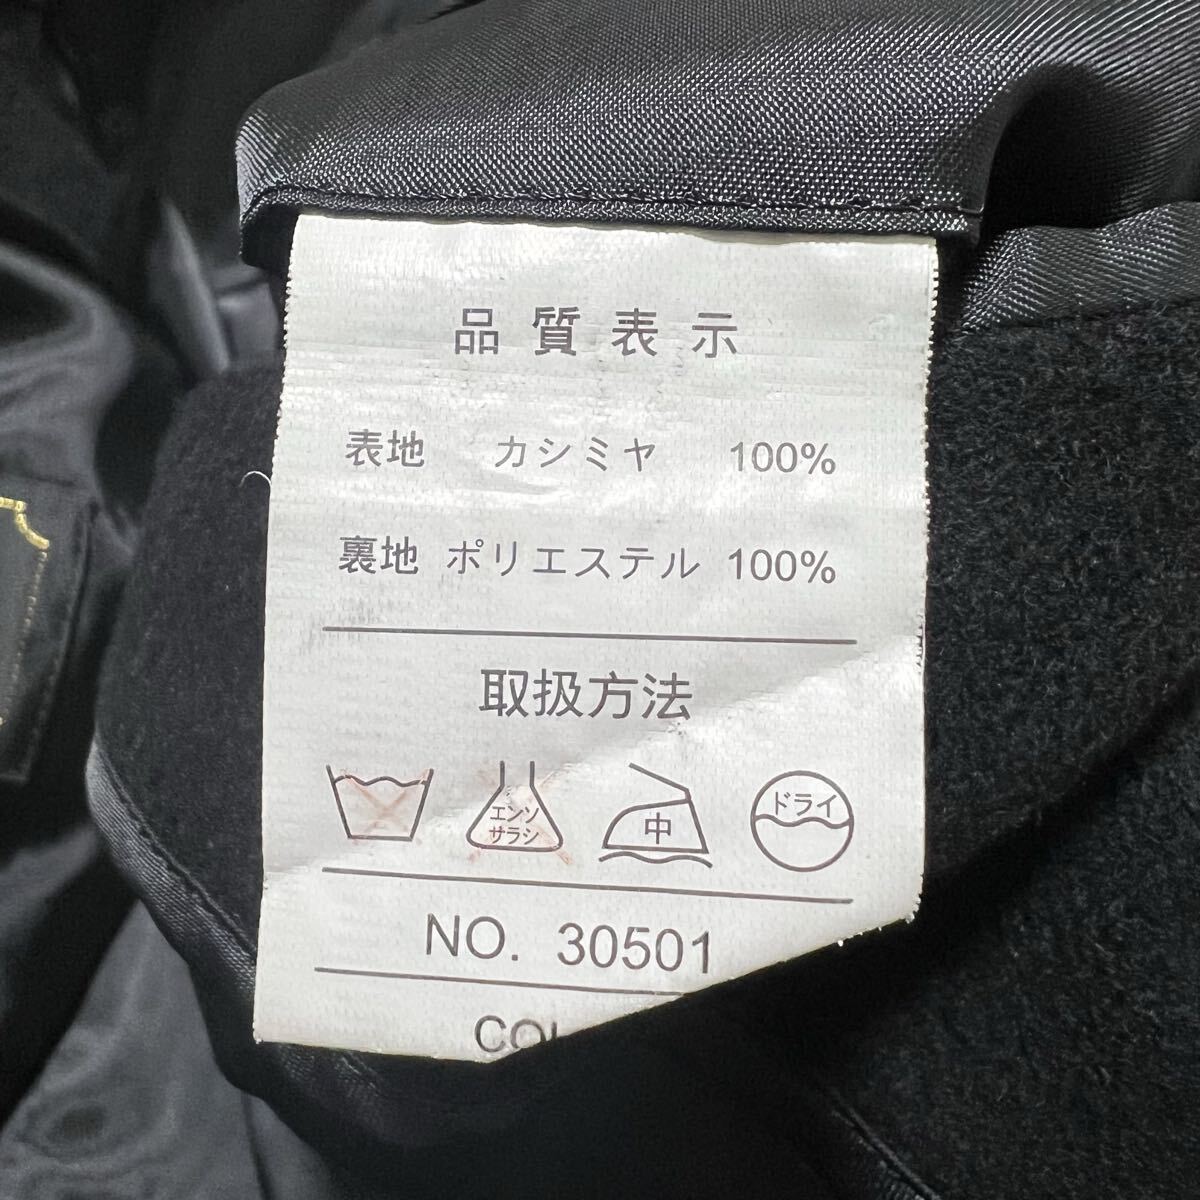 品質表示
表地 カシミヤ 100%
裏地 ポリエステル 100%
取扱方法
エンソ
サラシ
中
ドライ
NO. 30501